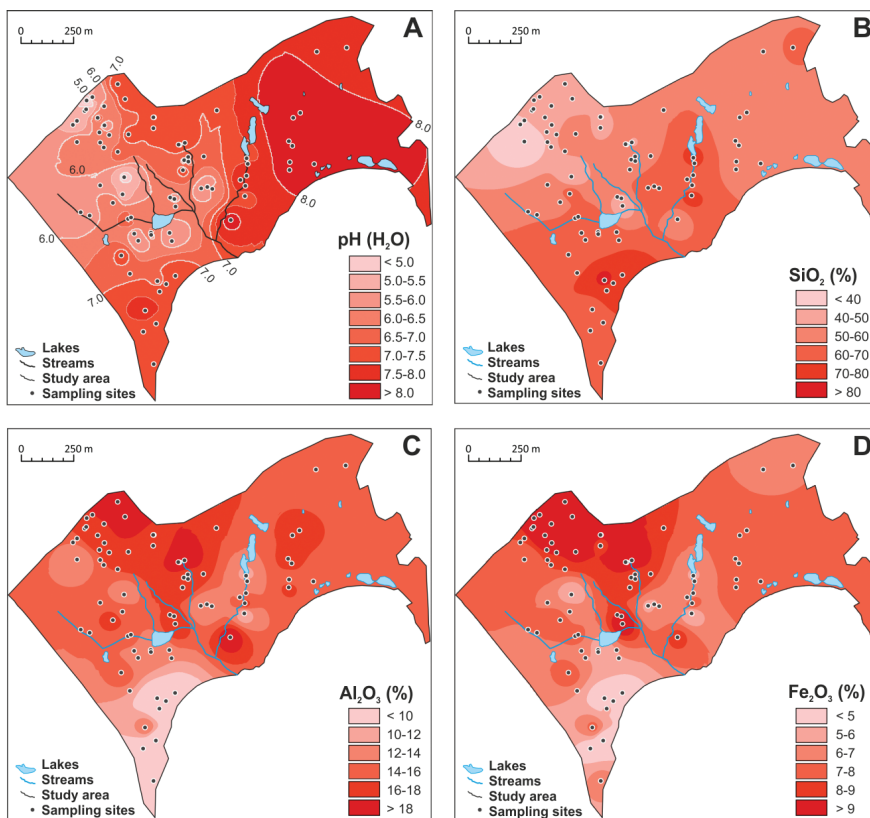 A
0 250 m
7.0
6.0
5.0
8.0
6.0
8.0
6.0
7.0
7.0
7.0
pH (H₂O)
< 5.0
5.0-5.5
5.5-6.0
6.0-6.5
6.5-7.0
7.0-7.5
7.5-8.0
> 8.0
Lakes
Streams
Study area
Sampling sites
B
0 250 m
SiO₂ (%)
< 40
40-50
50-60
60-70
70-80
> 80
Lakes
Streams
Study area
Sampling sites
C
0 250 m
Al₂O₃ (%)
< 10
10-12
12-14
14-16
16-18
> 18
Lakes
Streams
Study area
Sampling sites
D
0 250 m
Fe₂O₃ (%)
< 5
5-6
6-7
7-8
8-9
> 9
Lakes
Streams
Study area
Sampling sites